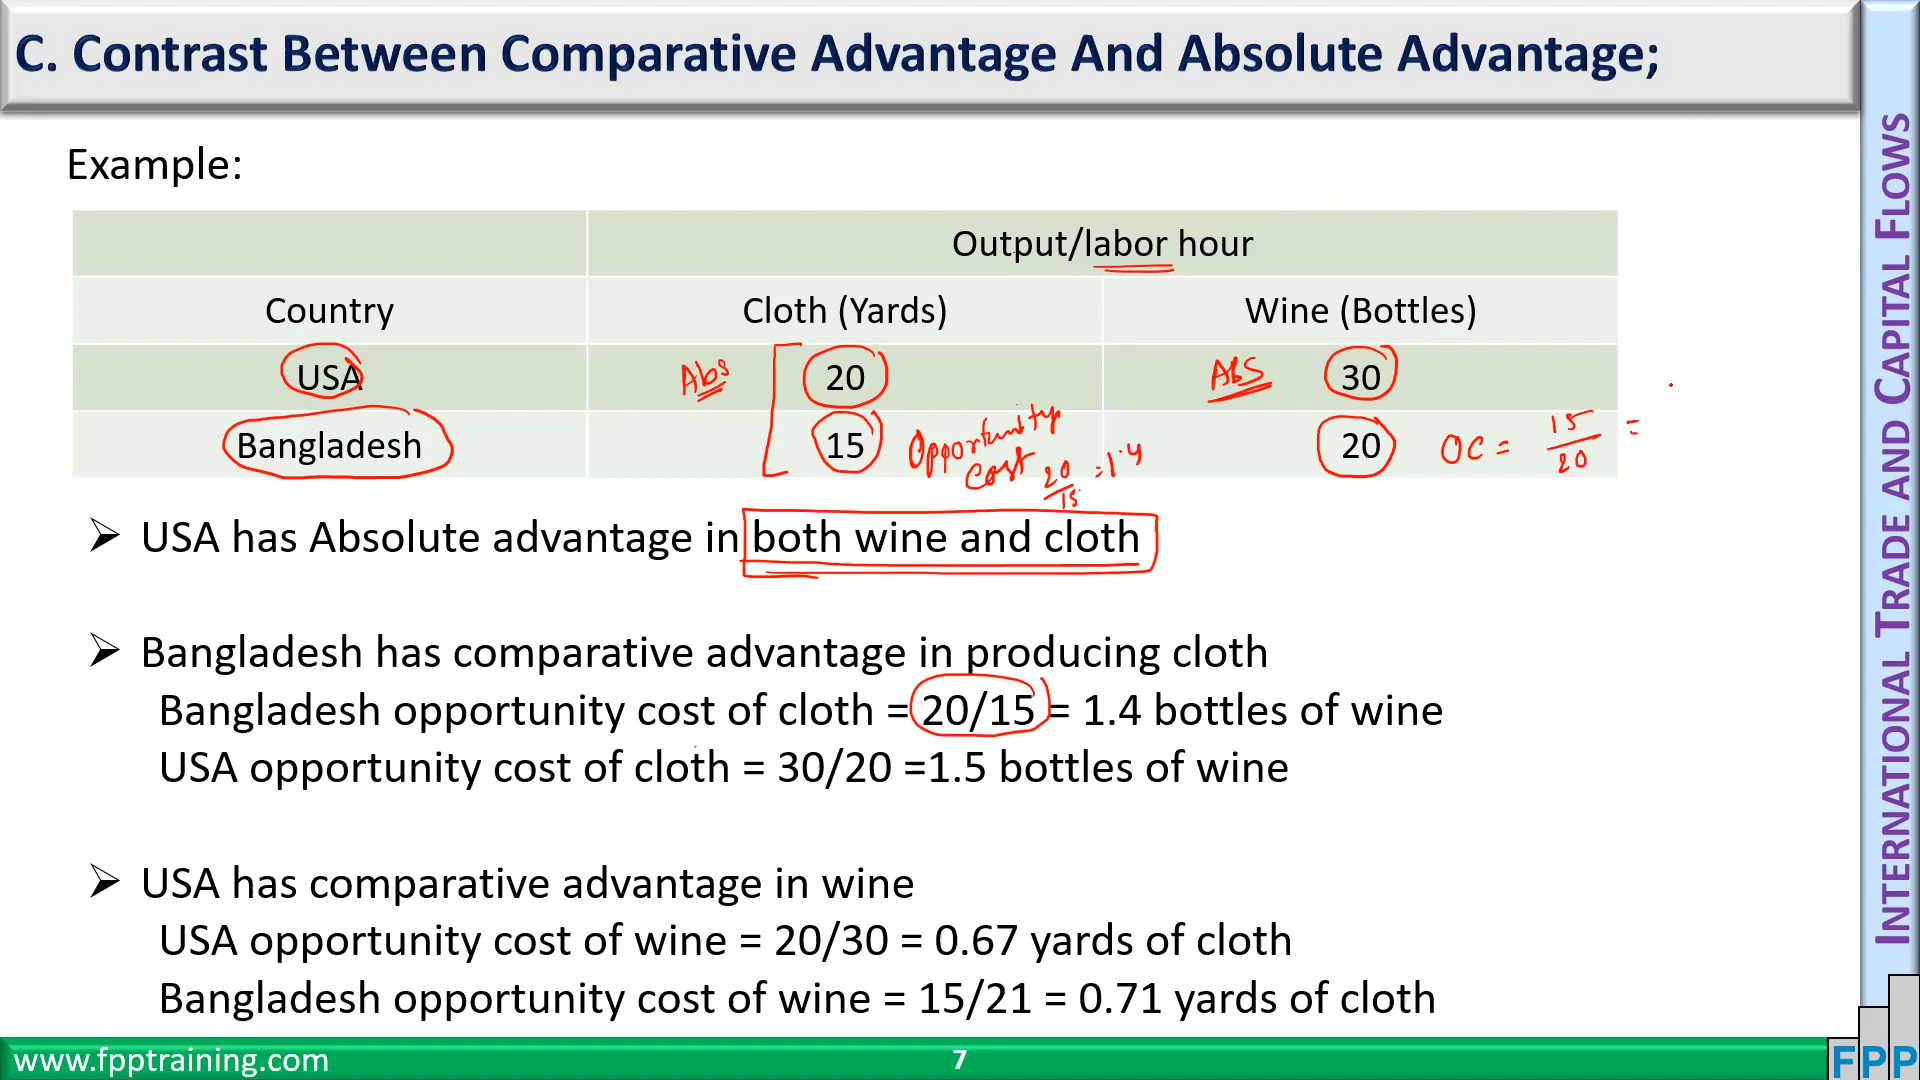 C. Contrast Between Comparative Advantage And Absolute Advantage;
Example:
Output/labor hour
Country Cloth (Yards) Wine (Bottles)
USA Abs 20 ABS 30
Bangladesh 15 Opportunity Cost 20/15 = 1.4 20 OC = 15/20 =
➢ USA has Absolute advantage in both wine and cloth
➢ Bangladesh has comparative advantage in producing cloth
Bangladesh opportunity cost of cloth = 20/15 = 1.4 bottles of wine
USA opportunity cost of cloth = 30/20 =1.5 bottles of wine
➢ USA has comparative advantage in wine
USA opportunity cost of wine = 20/30 = 0.67 yards of cloth
Bangladesh opportunity cost of wine = 15/21 = 0.71 yards of cloth
INTERNATIONAL TRADE AND CAPITAL FLOWS
www.fpptraining.com
7
FPP